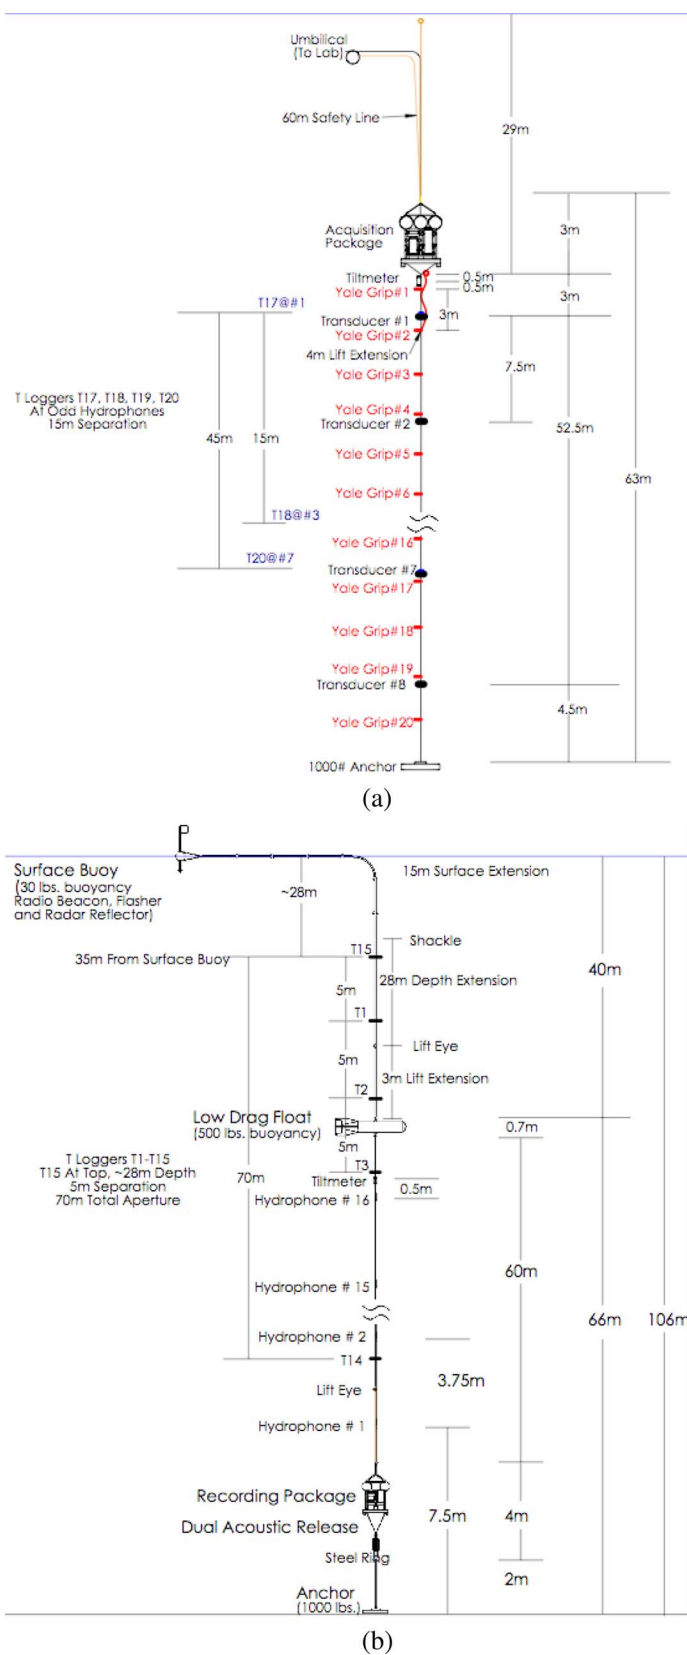 Umbilical
(To Lab)
60m Safety Line
29m
Acquisition
Package
3m
Tiltmeter
0.5m
0.5m
Yale Grip#1
3m
T17@#1
3m
Transducer #1
Yale Grip#2
4m Lift Extension
7.5m
Yale Grip#3
T Loggers T17, T18, T19, T20
At Odd Hydrophones
15m Separation
Yale Grip#4
Transducer #2
45m
15m
52.5m
Yale Grip#5
63m
Yale Grip#6
T18@#3
Yale Grip#16
T20@#7
Transducer #7
Yale Grip#17
Yale Grip#18
Yale Grip#19
Transducer #8
4.5m
Yale Grip#20
1000# Anchor
(a)
Surface Buoy
(30 lbs. buoyancy
Radio Beacon, Flasher
and Radar Reflector)
15m Surface Extension
~28m
Shackle
T15
35m From Surface Buoy
40m
28m Depth Extension
5m
T1
Lift Eye
5m
3m Lift Extension
T2
Low Drag Float
(500 lbs. buoyancy)
0.7m
5m
T Loggers T1-T15
T15 At Top, ~28m Depth
5m Separation
70m Total Aperture
70m
T3
Tiltmeter
0.5m
Hydrophone # 16
60m
Hydrophone # 15
66m
106m
Hydrophone # 2
T14
3.75m
Lift Eye
Hydrophone # 1
Recording Package
7.5m
4m
Dual Acoustic Release
Steel Ring
2m
Anchor
(1000 lbs.)
(b)